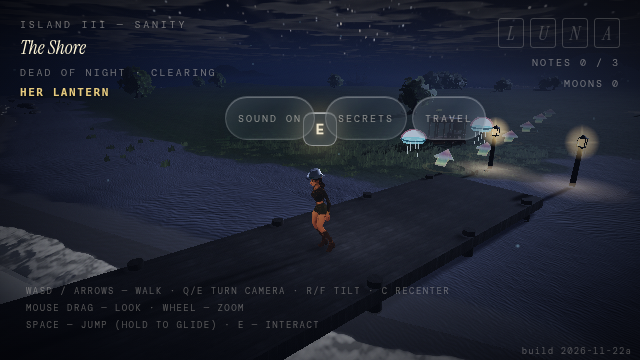 ISLAND III — SANITY
The Shore
DEAD OF NIGHT · CLEARING
HER LANTERN
L U N A
NOTES 0 / 3
MOONS 0
SOUND ON
SECRETS
TRAVEL
E
WASD / ARROWS — WALK · Q/E TURN CAMERA · R/F TILT · C RECENTER
MOUSE DRAG — LOOK · WHEEL — ZOOM
SPACE — JUMP (HOLD TO GLIDE) · E — INTERACT
build 2026-11-22a